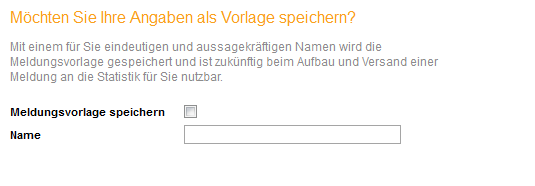 Möchten Sie Ihre Angaben als Vorlage speichern?
Mit einem für Sie eindeutigen und aussagekräftigen Namen wird die
Meldungsvorlage gespeichert und ist zukünftig beim Aufbau und Versand einer
Meldung an die Statistik für Sie nutzbar.
Meldungsvorlage speichern
Name